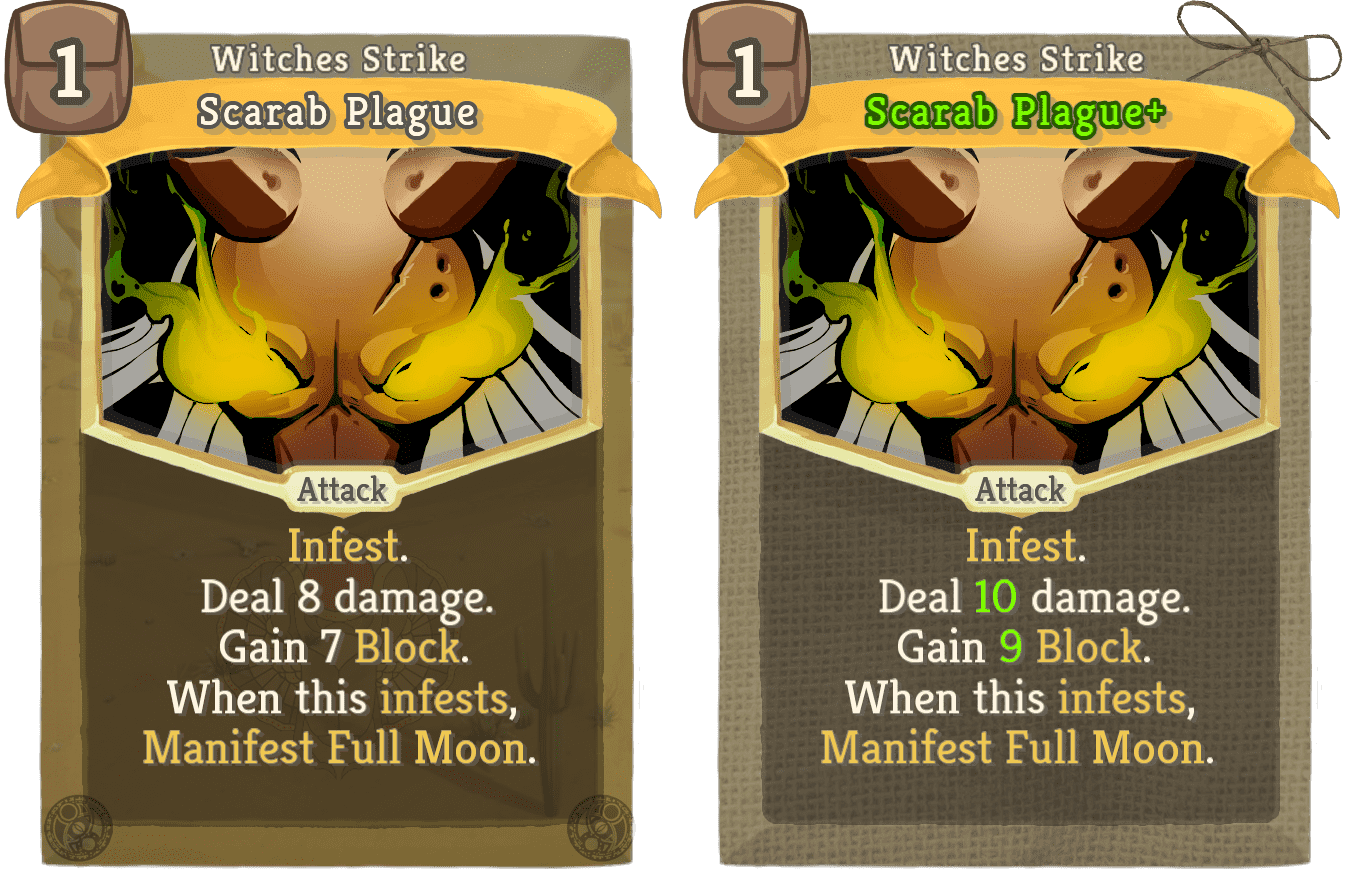 1
Witches Strike
Scarab Plague
Attack
Infest.
Deal 8 damage.
Gain 7 Block.
When this infests,
Manifest Full Moon.
1
Witches Strike
Scarab Plague+
Attack
Infest.
Deal 10 damage.
Gain 9 Block.
When this infests,
Manifest Full Moon.